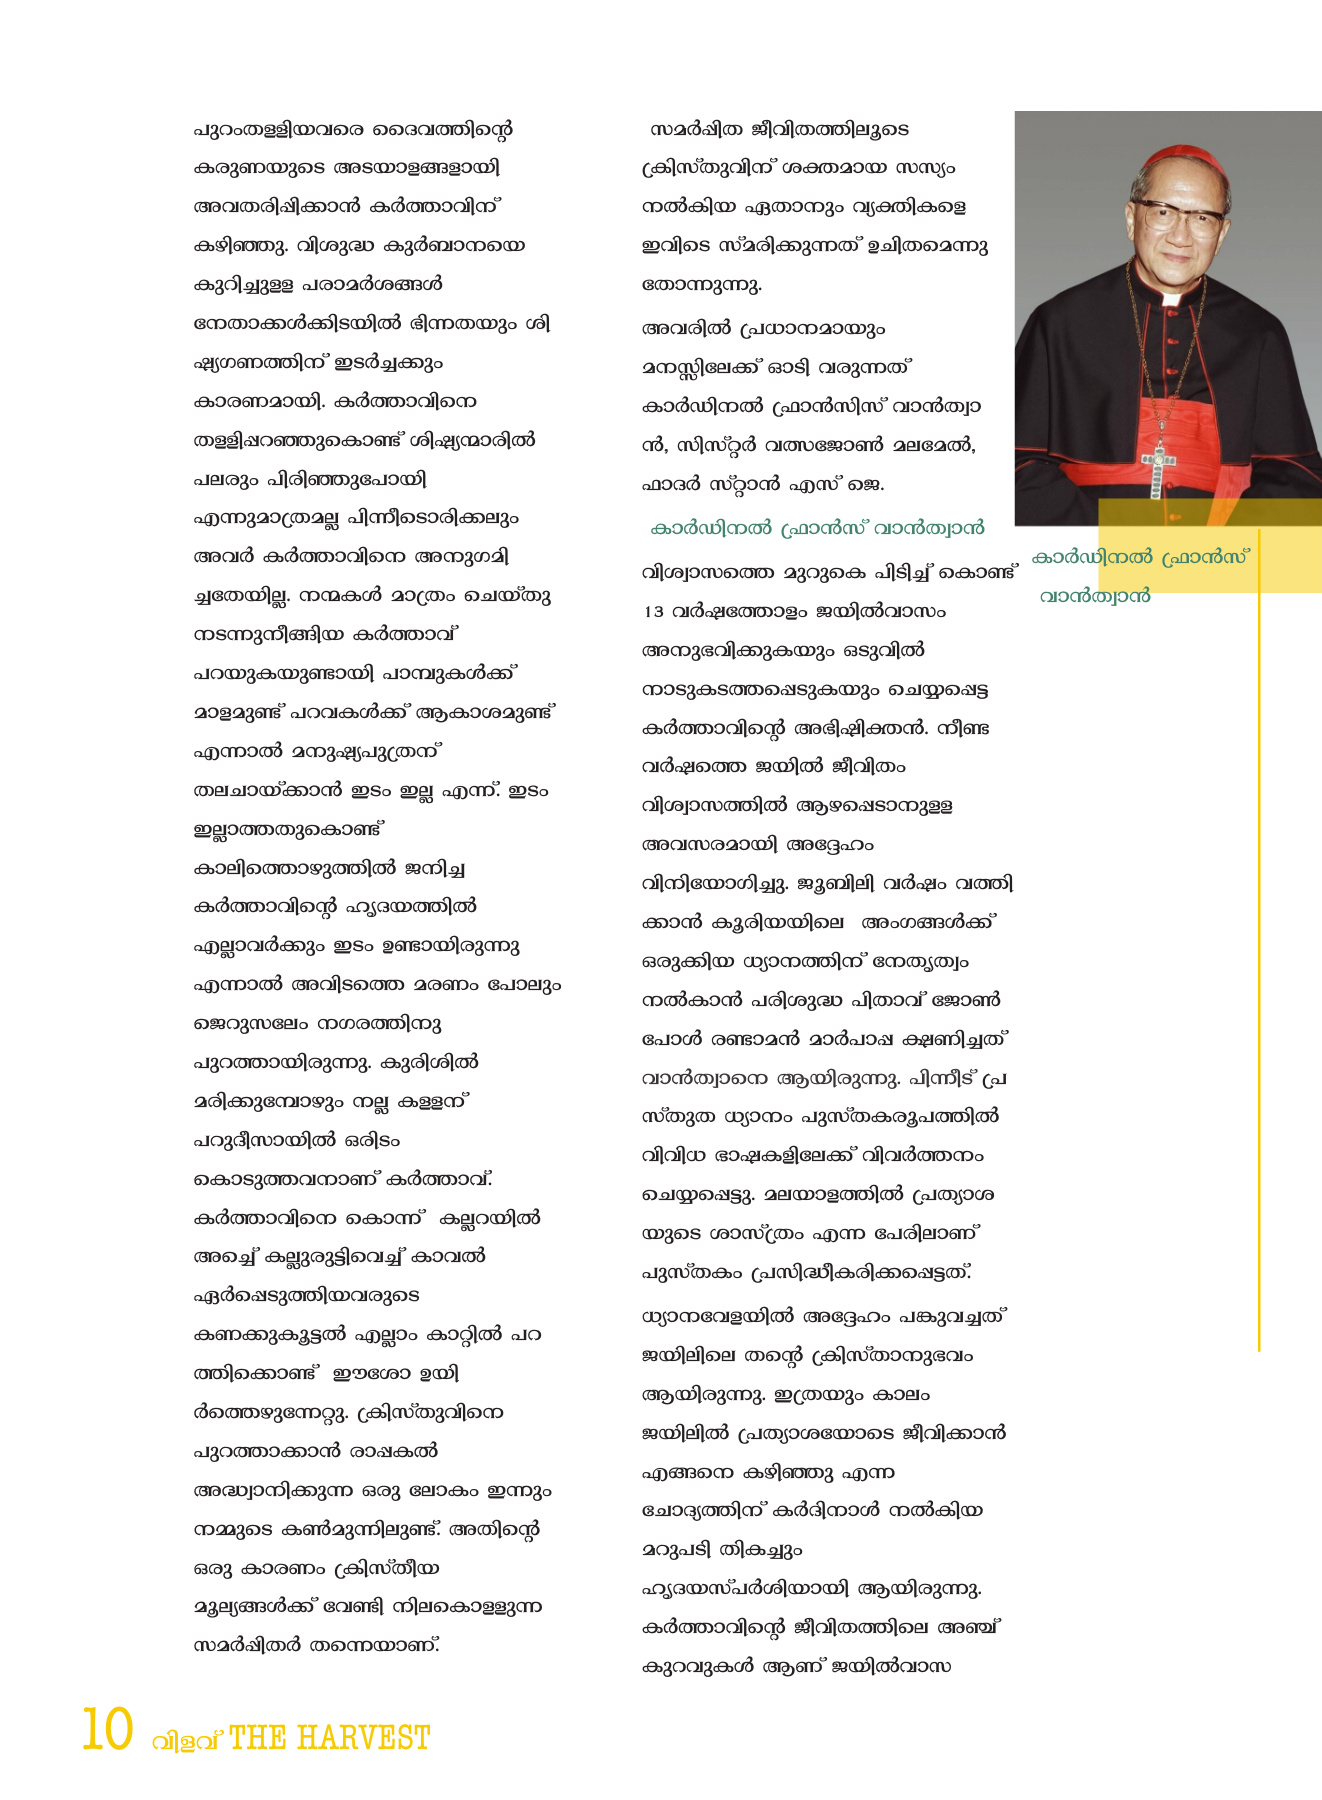 പുറംതള്ളിയവരെ ദൈവത്തിന്റെ
കരുണയുടെ അടയാളങ്ങളായി
അവതരിപ്പിക്കാൻ കർത്താവിന്
കഴിഞ്ഞു. വിശുദ്ധ കുർബാനയെ
കുറിച്ചുള്ള പരാമർശങ്ങൾ
നേതാക്കൾക്കിടയിൽ ഭിന്നതയും ശി
ഷ്യഗണത്തിന് ഇടർച്ചക്കും
കാരണമായി. കർത്താവിനെ
തള്ളിപ്പറഞ്ഞുകൊണ്ട് ശിഷ്യന്മാരിൽ
പലരും പിരിഞ്ഞുപോയി
എന്നുമാത്രമല്ല പിന്നീടൊരിക്കലും
അവർ കർത്താവിനെ അനുഗമി
ച്ചതേയില്ല. നന്മകൾ മാത്രം ചെയ്തു
നടന്നുനീങ്ങിയ കർത്താവ്
പറയുകയുണ്ടായി പാമ്പുകൾക്ക്
മാളമുണ്ട് പറവകൾക്ക് ആകാശമുണ്ട്
എന്നാൽ മനുഷ്യപുത്രന്
തലചായ്ക്കാൻ ഇടം ഇല്ല എന്ന്. ഇടം
ഇല്ലാത്തതുകൊണ്ട്
കാലിത്തൊഴുത്തിൽ ജനിച്ച
കർത്താവിന്റെ ഹൃദയത്തിൽ
എല്ലാവർക്കും ഇടം ഉണ്ടായിരുന്നു
എന്നാൽ അവിടത്തെ മരണം പോലും
ജെറുസലേം നഗരത്തിനു
പുറത്തായിരുന്നു. കുരിശിൽ
മരിക്കുമ്പോഴും നല്ല കള്ളന്
പറുദീസായിൽ ഒരിടം
കൊടുത്തവനാണ് കർത്താവ്.
കർത്താവിനെ കൊന്ന് കല്ലറയിൽ
അച്ചെ് കല്ലുരുട്ടിവെച്ച് കാവൽ
ഏർപ്പെടുത്തിയവരുടെ
കണക്കുകൂട്ടൽ എല്ലാം കാറ്റിൽ പറ
ത്തിക്കൊണ്ട് ഈശോ ഉയി
ർത്തെഴുന്നേറ്റു. ക്രിസ്തുവിനെ
പുറത്താക്കാൻ രാപ്പകൽ
അദ്ധ്വാനിക്കുന്ന ഒരു ലോകം ഇന്നും
നമ്മുടെ കൺമുന്നിലുണ്ട്. അതിന്റെ
ഒരു കാരണം ക്രിസ്തീയ
മൂല്യങ്ങൾക്ക് വേണ്ടി നിലകൊള്ളുന്ന
സമർപ്പിതർ തന്നെയാണ്.
സമർപ്പിത ജീവിതത്തിലൂടെ
ക്രിസ്തുവിന് ശക്തമായ സസ്യം
നൽകിയ ഏതാനും വ്യക്തികളെ
ഇവിടെ സ്മരിക്കുന്നത് ഉചിതമെന്നു
തോന്നുന്നു.
അവരിൽ പ്രധാനമായും
മനസ്സിലേക്ക് ഓടി വരുന്നത്
കാർഡിനൽ ഫ്രാൻസിസ് വാൻത്വാ
ൻ, സിസ്റ്റർ വത്സജോൺ മലമേൽ,
ഫാദർ സ്റ്റാൻ എസ് ജെ.
കാർഡിനൽ ഫ്രാൻസ് വാൻത്വാൻ
വിശ്വാസത്തെ മുറുകെ പിടിച്ച് കൊണ്ട്
13 വർഷത്തോളം ജയിൽവാസം
അനുഭവിക്കുകയും ഒടുവിൽ
നാടുകടത്തപ്പെടുകയും ചെയ്യപ്പെട്ട
കർത്താവിന്റെ അഭിഷിക്തൻ. നീണ്ട
വർഷത്തെ ജയിൽ ജീവിതം
വിശ്വാസത്തിൽ ആഴപ്പെടാനുള്ള
അവസരമായി അദ്ദേഹം
വിനിയോഗിച്ചു. ജൂബിലി വർഷം വത്തി
ക്കാൻ കൂരിയയിലെ അംഗങ്ങൾക്ക്
ഒരുക്കിയ ധ്യാനത്തിന് നേതൃത്വം
നൽകാൻ പരിശുദ്ധ പിതാവ് ജോൺ
പോൾ രണ്ടാമൻ മാർപാപ്പ ക്ഷണിച്ചത്
വാൻത്വാനെ ആയിരുന്നു. പിന്നീട് പ്ര
സ്തുത ധ്യാനം പുസ്തകരൂപത്തിൽ
വിവിധ ഭാഷകളിലേക്ക് വിവർത്തനം
ചെയ്യപ്പെട്ടു. മലയാളത്തിൽ പ്രത്യാശ
യുടെ ശാസ്ത്രം എന്ന പേരിലാണ്
പുസ്തകം പ്രസിദ്ധീകരിക്കപ്പെട്ടത്.
ധ്യാനവേളയിൽ അദ്ദേഹം പങ്കുവച്ചത്
ജയിലിലെ തന്റെ ക്രിസ്താനുഭവം
ആയിരുന്നു. ഇത്രയും കാലം
ജയിലിൽ പ്രത്യാശയോടെ ജീവിക്കാൻ
എങ്ങനെ കഴിഞ്ഞു എന്ന
ചോദ്യത്തിന് കർദിനാൾ നൽകിയ
മറുപടി തികച്ചും
ഹൃദയസ്പർശിയായി ആയിരുന്നു.
കർത്താവിന്റെ ജീവിതത്തിലെ അഞ്ച്
കുറവുകൾ ആണ് ജയിൽവാസ
കാർഡിനൽ ഫ്രാൻസ്
വാൻത്വാൻ
10 വിളവ് THE HARVEST